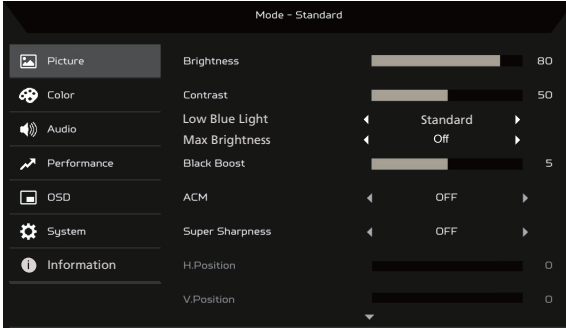 Mode - Standard
Picture
Brightness 80
Color
Contrast 50
Low Blue Light Standard
Audio
Max Brightness Off
Performance
Black Boost 5
OSD
ACM OFF
System
Super Sharpness OFF
Information
H.Position 0
V.Position 0